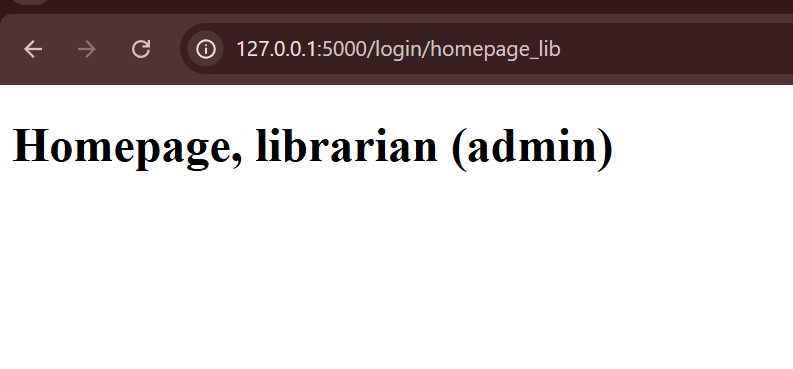 127.0.0.1:5000/login/homepage_lib
Homepage, librarian (admin)